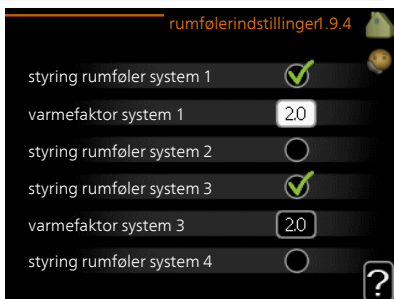 rumfølerindstillinger1.9.4
styring rumføler system 1
varmefaktor system 1 2.0
styring rumføler system 2
styring rumføler system 3
varmefaktor system 3 2.0
styring rumføler system 4
?